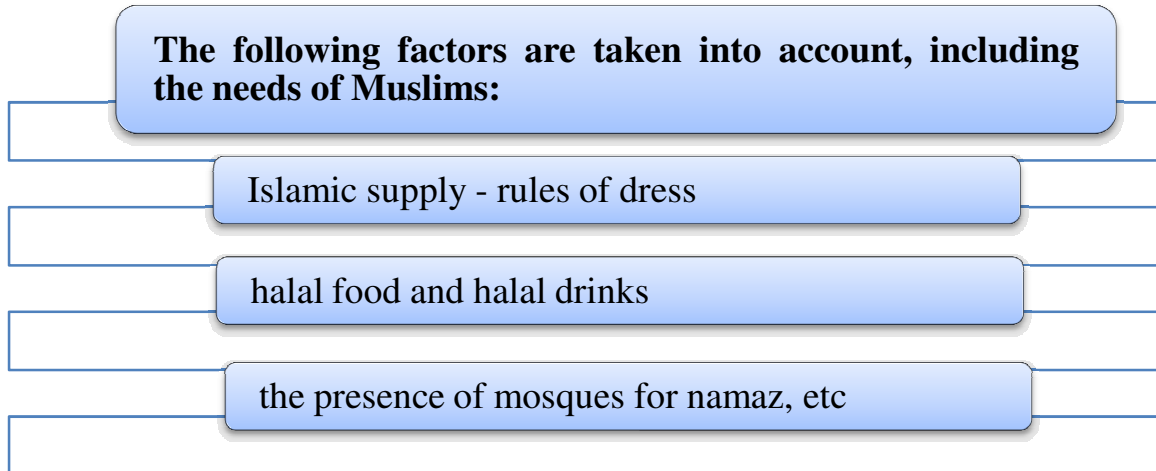 The following factors are taken into account, including
the needs of Muslims:
Islamic supply - rules of dress
halal food and halal drinks
the presence of mosques for namaz, etc